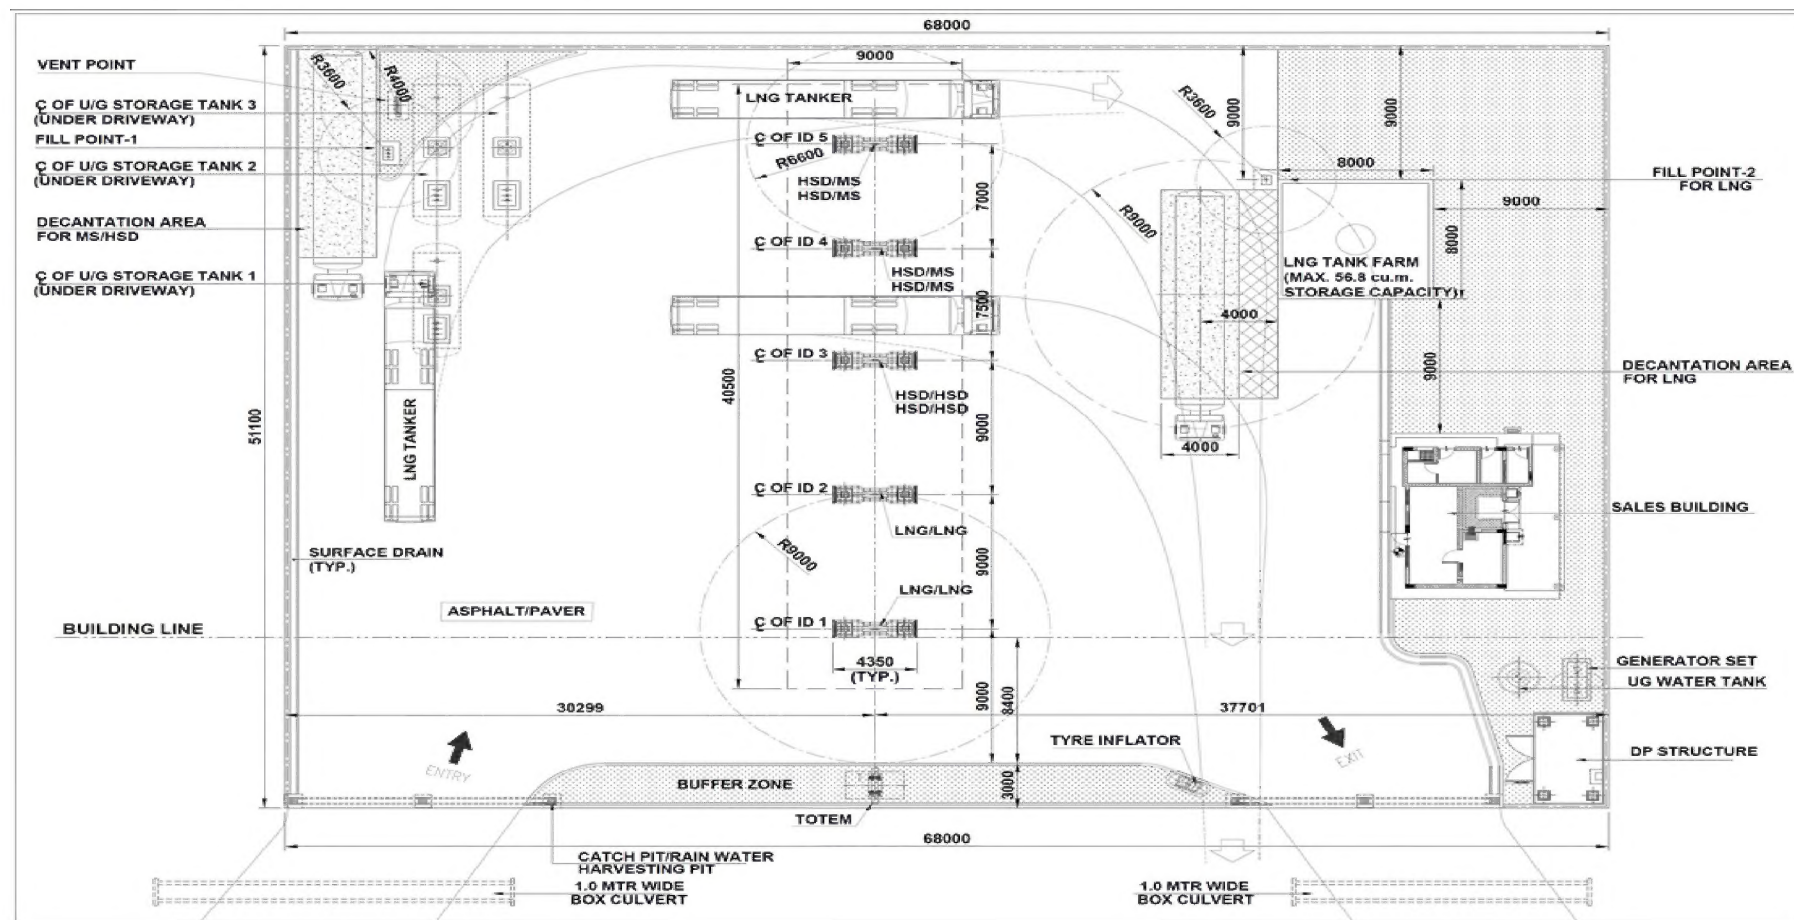 68000
VENT POINT
R3600
R4000
9000
LNG TANKER
₵ OF U/G STORAGE TANK 3
(UNDER DRIVEWAY)
FILL POINT-1
₵ OF U/G STORAGE TANK 2
(UNDER DRIVEWAY)
DECANTATION AREA
FOR MS/HSD
₵ OF U/G STORAGE TANK 1
(UNDER DRIVEWAY)
LNG TANKER
51100
SURFACE DRAIN
(TYP.)
ASPHALT/PAVER
BUILDING LINE
₵ OF ID 5
R6600
HSD/MS
HSD/MS
7000
₵ OF ID 4
HSD/MS
HSD/MS
7500
₵ OF ID 3
HSD/HSD
HSD/HSD
40500
9000
₵ OF ID 2
LNG/LNG
R9000
9000
LNG/LNG
₵ OF ID 1
4350
(TYP.)
9000
8400
R3600
9000
9000
8000
FILL POINT-2
FOR LNG
9000
R9000
8000
LNG TANK FARM
(MAX. 56.8 cu.m.
STORAGE CAPACITY)
4000
9000
DECANTATION AREA
FOR LNG
4000
SALES BUILDING
GENERATOR SET
UG WATER TANK
30299
37701
ENTRY
TYRE INFLATOR
EXIT
DP STRUCTURE
BUFFER ZONE
3000
TOTEM
68000
CATCH PIT/RAIN WATER
HARVESTING PIT
1.0 MTR WIDE
BOX CULVERT
1.0 MTR WIDE
BOX CULVERT